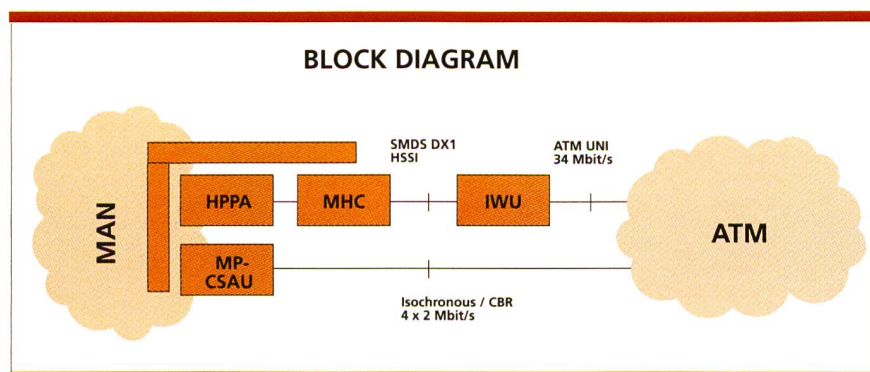 BLOCK DIAGRAM
SMDS DX1
HSSI
ATM UNI
34 Mbit/s
MAN
HPPA
MHC
IWU
ATM
MP-
CSAU
Isochronous / CBR
4 x 2 Mbit/s